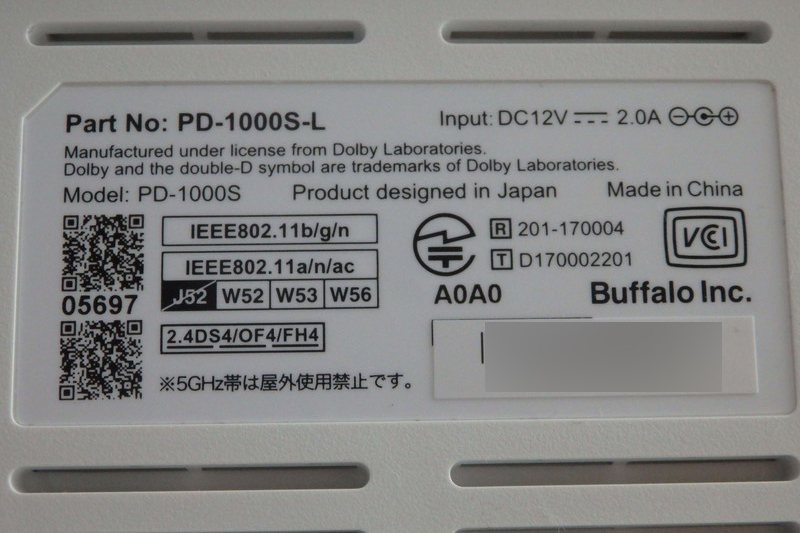 Part No: PD-1000S-L
Input: DC12V 2.0A
Manufactured under license from Dolby Laboratories.
Dolby and the double-D symbol are trademarks of Dolby Laboratories.
Model: PD-1000S Product designed in Japan Made in China
IEEE802.11b/g/n
IEEE802.11a/n/ac
J52 W52 W53 W56
2.4DS4/OF4/FH4
※5GHz帯は屋外使用禁止です。
05697
R 201-170004
T D170002201
A0A0
VCCI
Buffalo Inc.